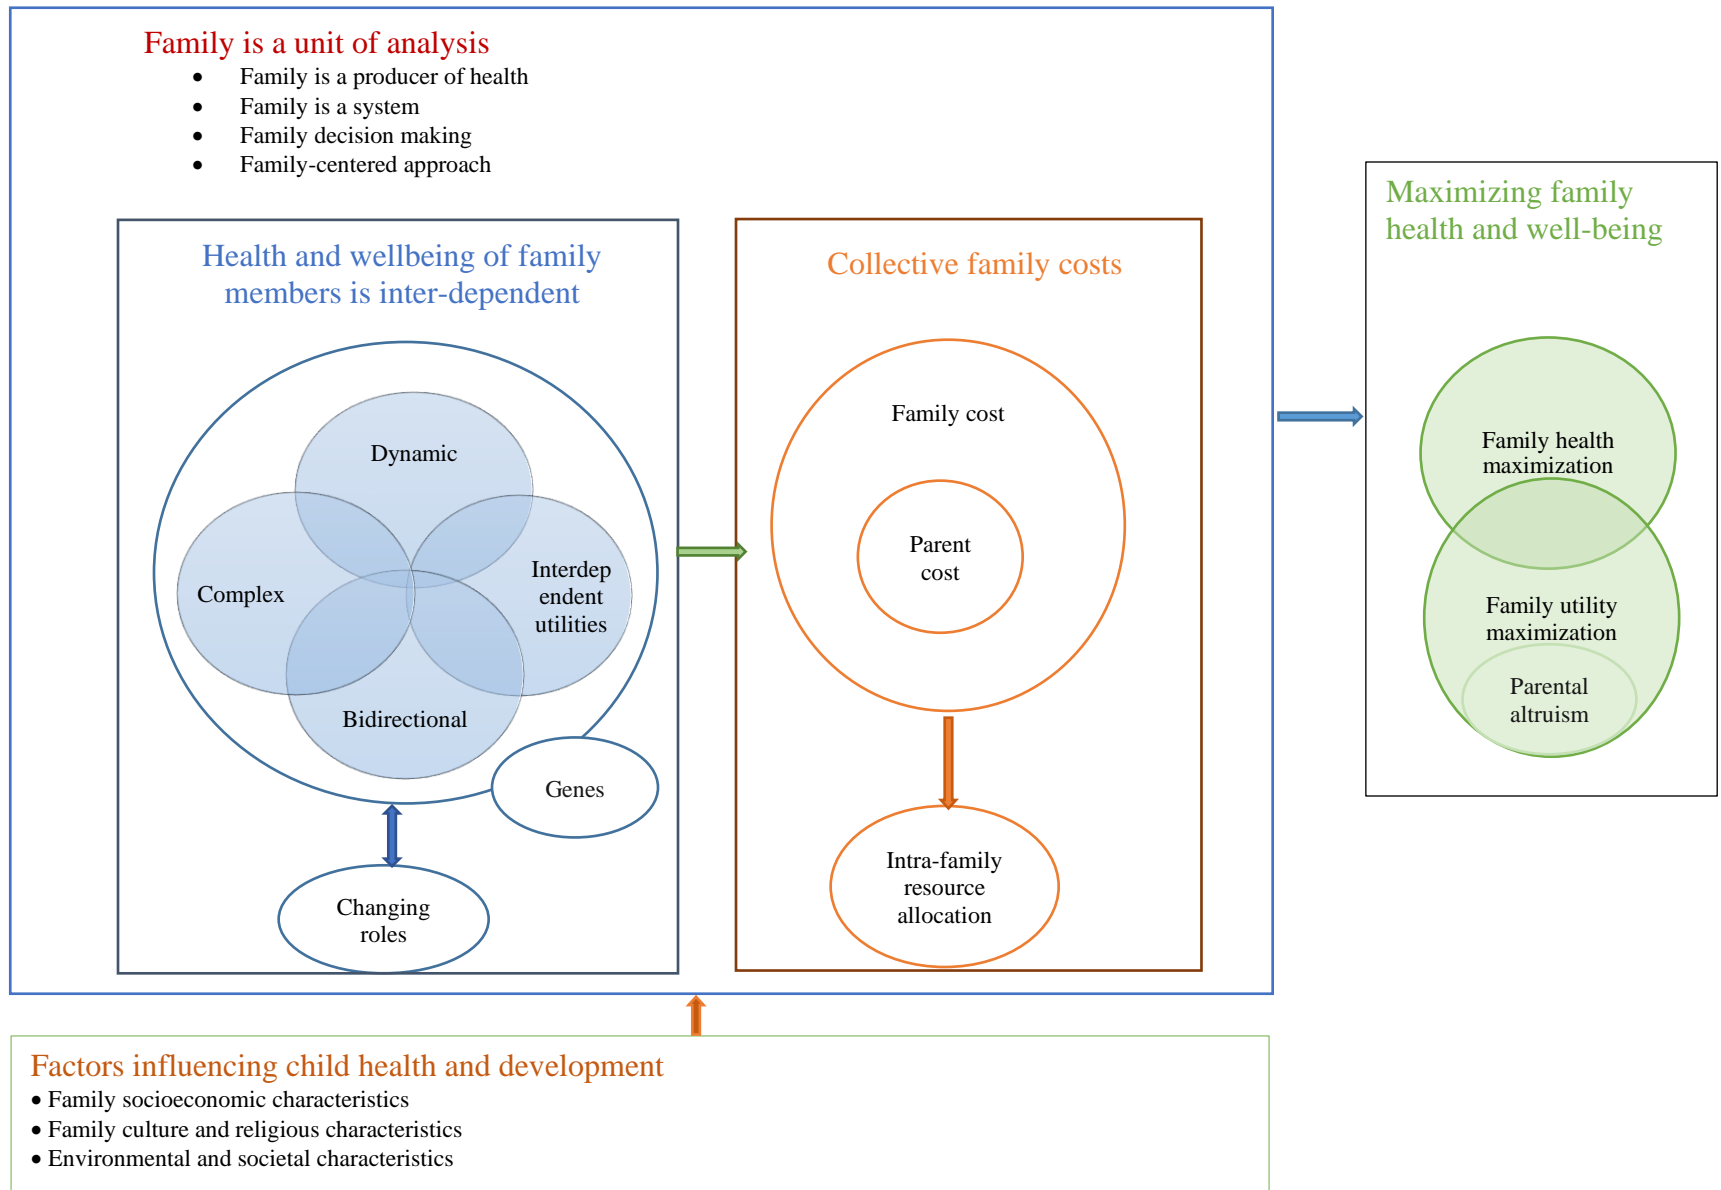 Family is a unit of analysis
• Family is a producer of health
• Family is a system
• Family decision making
• Family-centered approach
Health and wellbeing of family
members is inter-dependent
Dynamic
Complex
Interdep
endent
utilities
Bidirectional
Genes
Changing
roles
Collective family costs
Family cost
Parent
cost
Intra-family
resource
allocation
Maximizing family
health and well-being
Family health
maximization
Family utility
maximization
Parental
altruism
Factors influencing child health and development
• Family socioeconomic characteristics
• Family culture and religious characteristics
• Environmental and societal characteristics